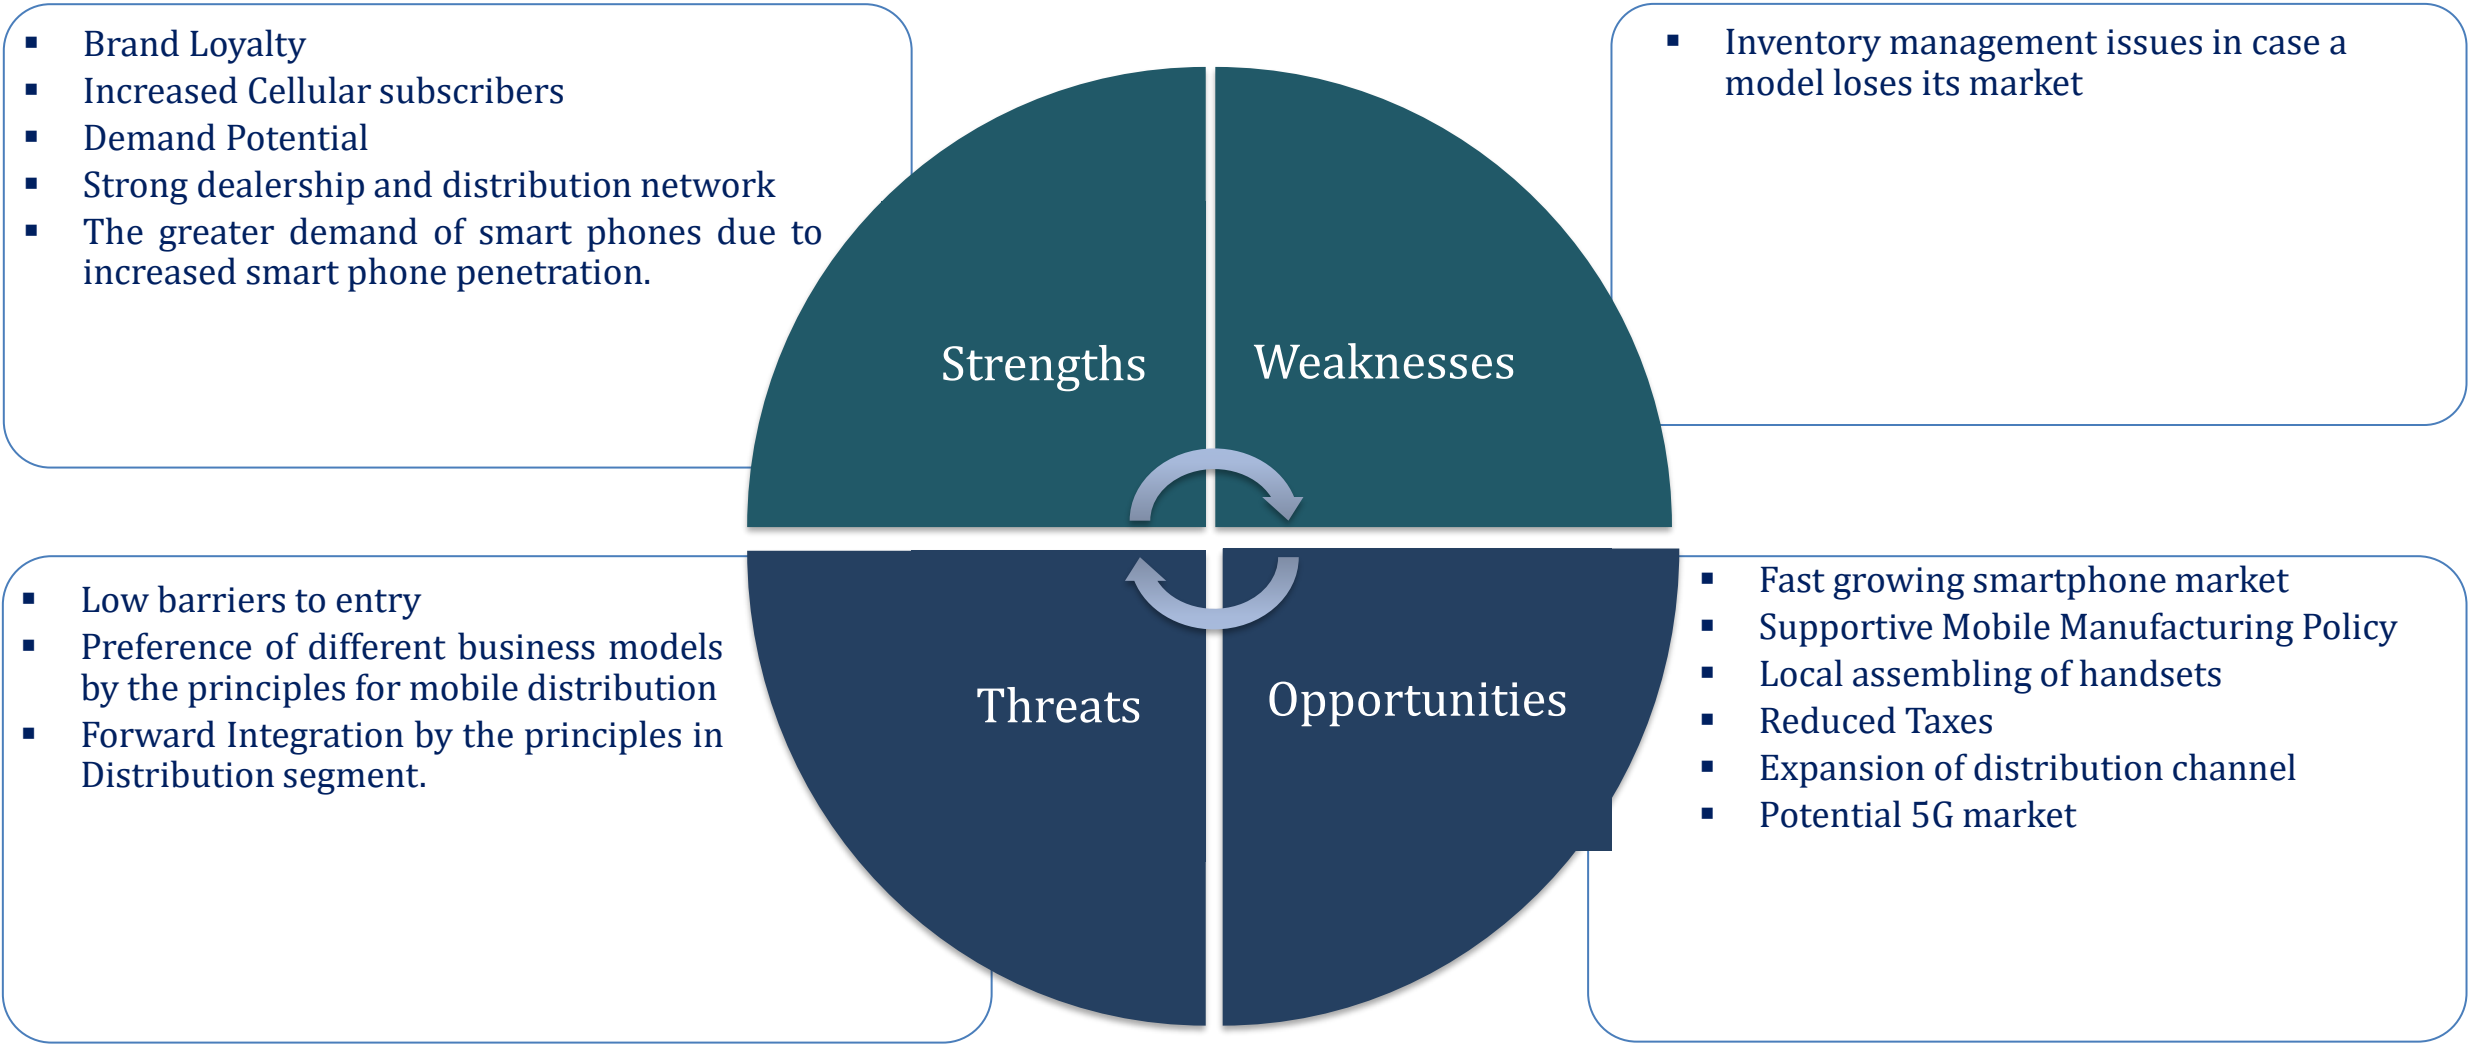 ▪ Brand Loyalty
▪ Increased Cellular subscribers
▪ Demand Potential
▪ Strong dealership and distribution network
▪ The greater demand of smart phones due to
increased smart phone penetration.
Strengths
▪ Inventory management issues in case a
model loses its market
Weaknesses
▪ Low barriers to entry
▪ Preference of different business models
by the principles for mobile distribution
▪ Forward Integration by the principles in
Distribution segment.
Threats
Opportunities
▪ Fast growing smartphone market
▪ Supportive Mobile Manufacturing Policy
▪ Local assembling of handsets
▪ Reduced Taxes
▪ Expansion of distribution channel
▪ Potential 5G market